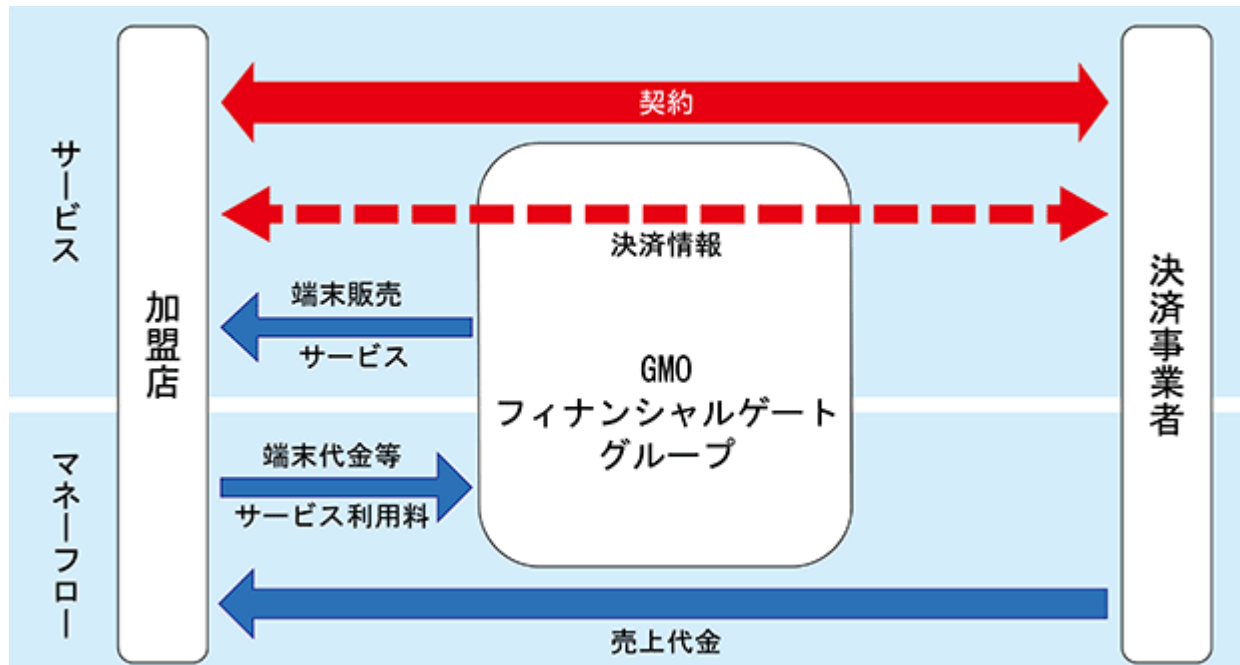 契約
サービス
決済情報
端末販売
サービス
加盟店
決済事業者
GMO
フィナンシャルゲート
グループ
マネーフロー
端末代金等
サービス利用料
売上代金